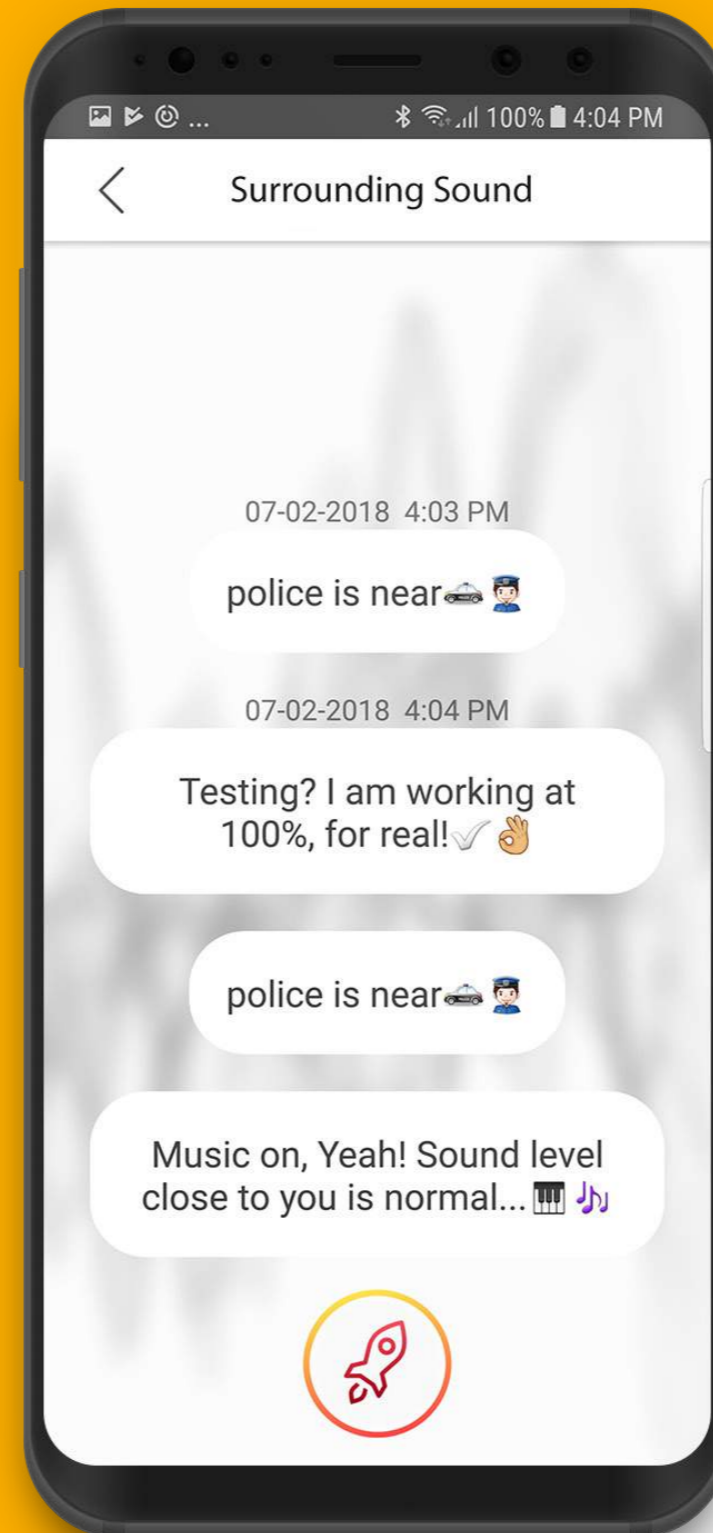 ... 100% 4:04 PM
Surrounding Sound
07-02-2018 4:03 PM
police is near🚓👮
07-02-2018 4:04 PM
Testing? I am working at
100%, for real!✅👌
police is near🚓👮
Music on, Yeah! Sound level
close to you is normal...🎹🎶